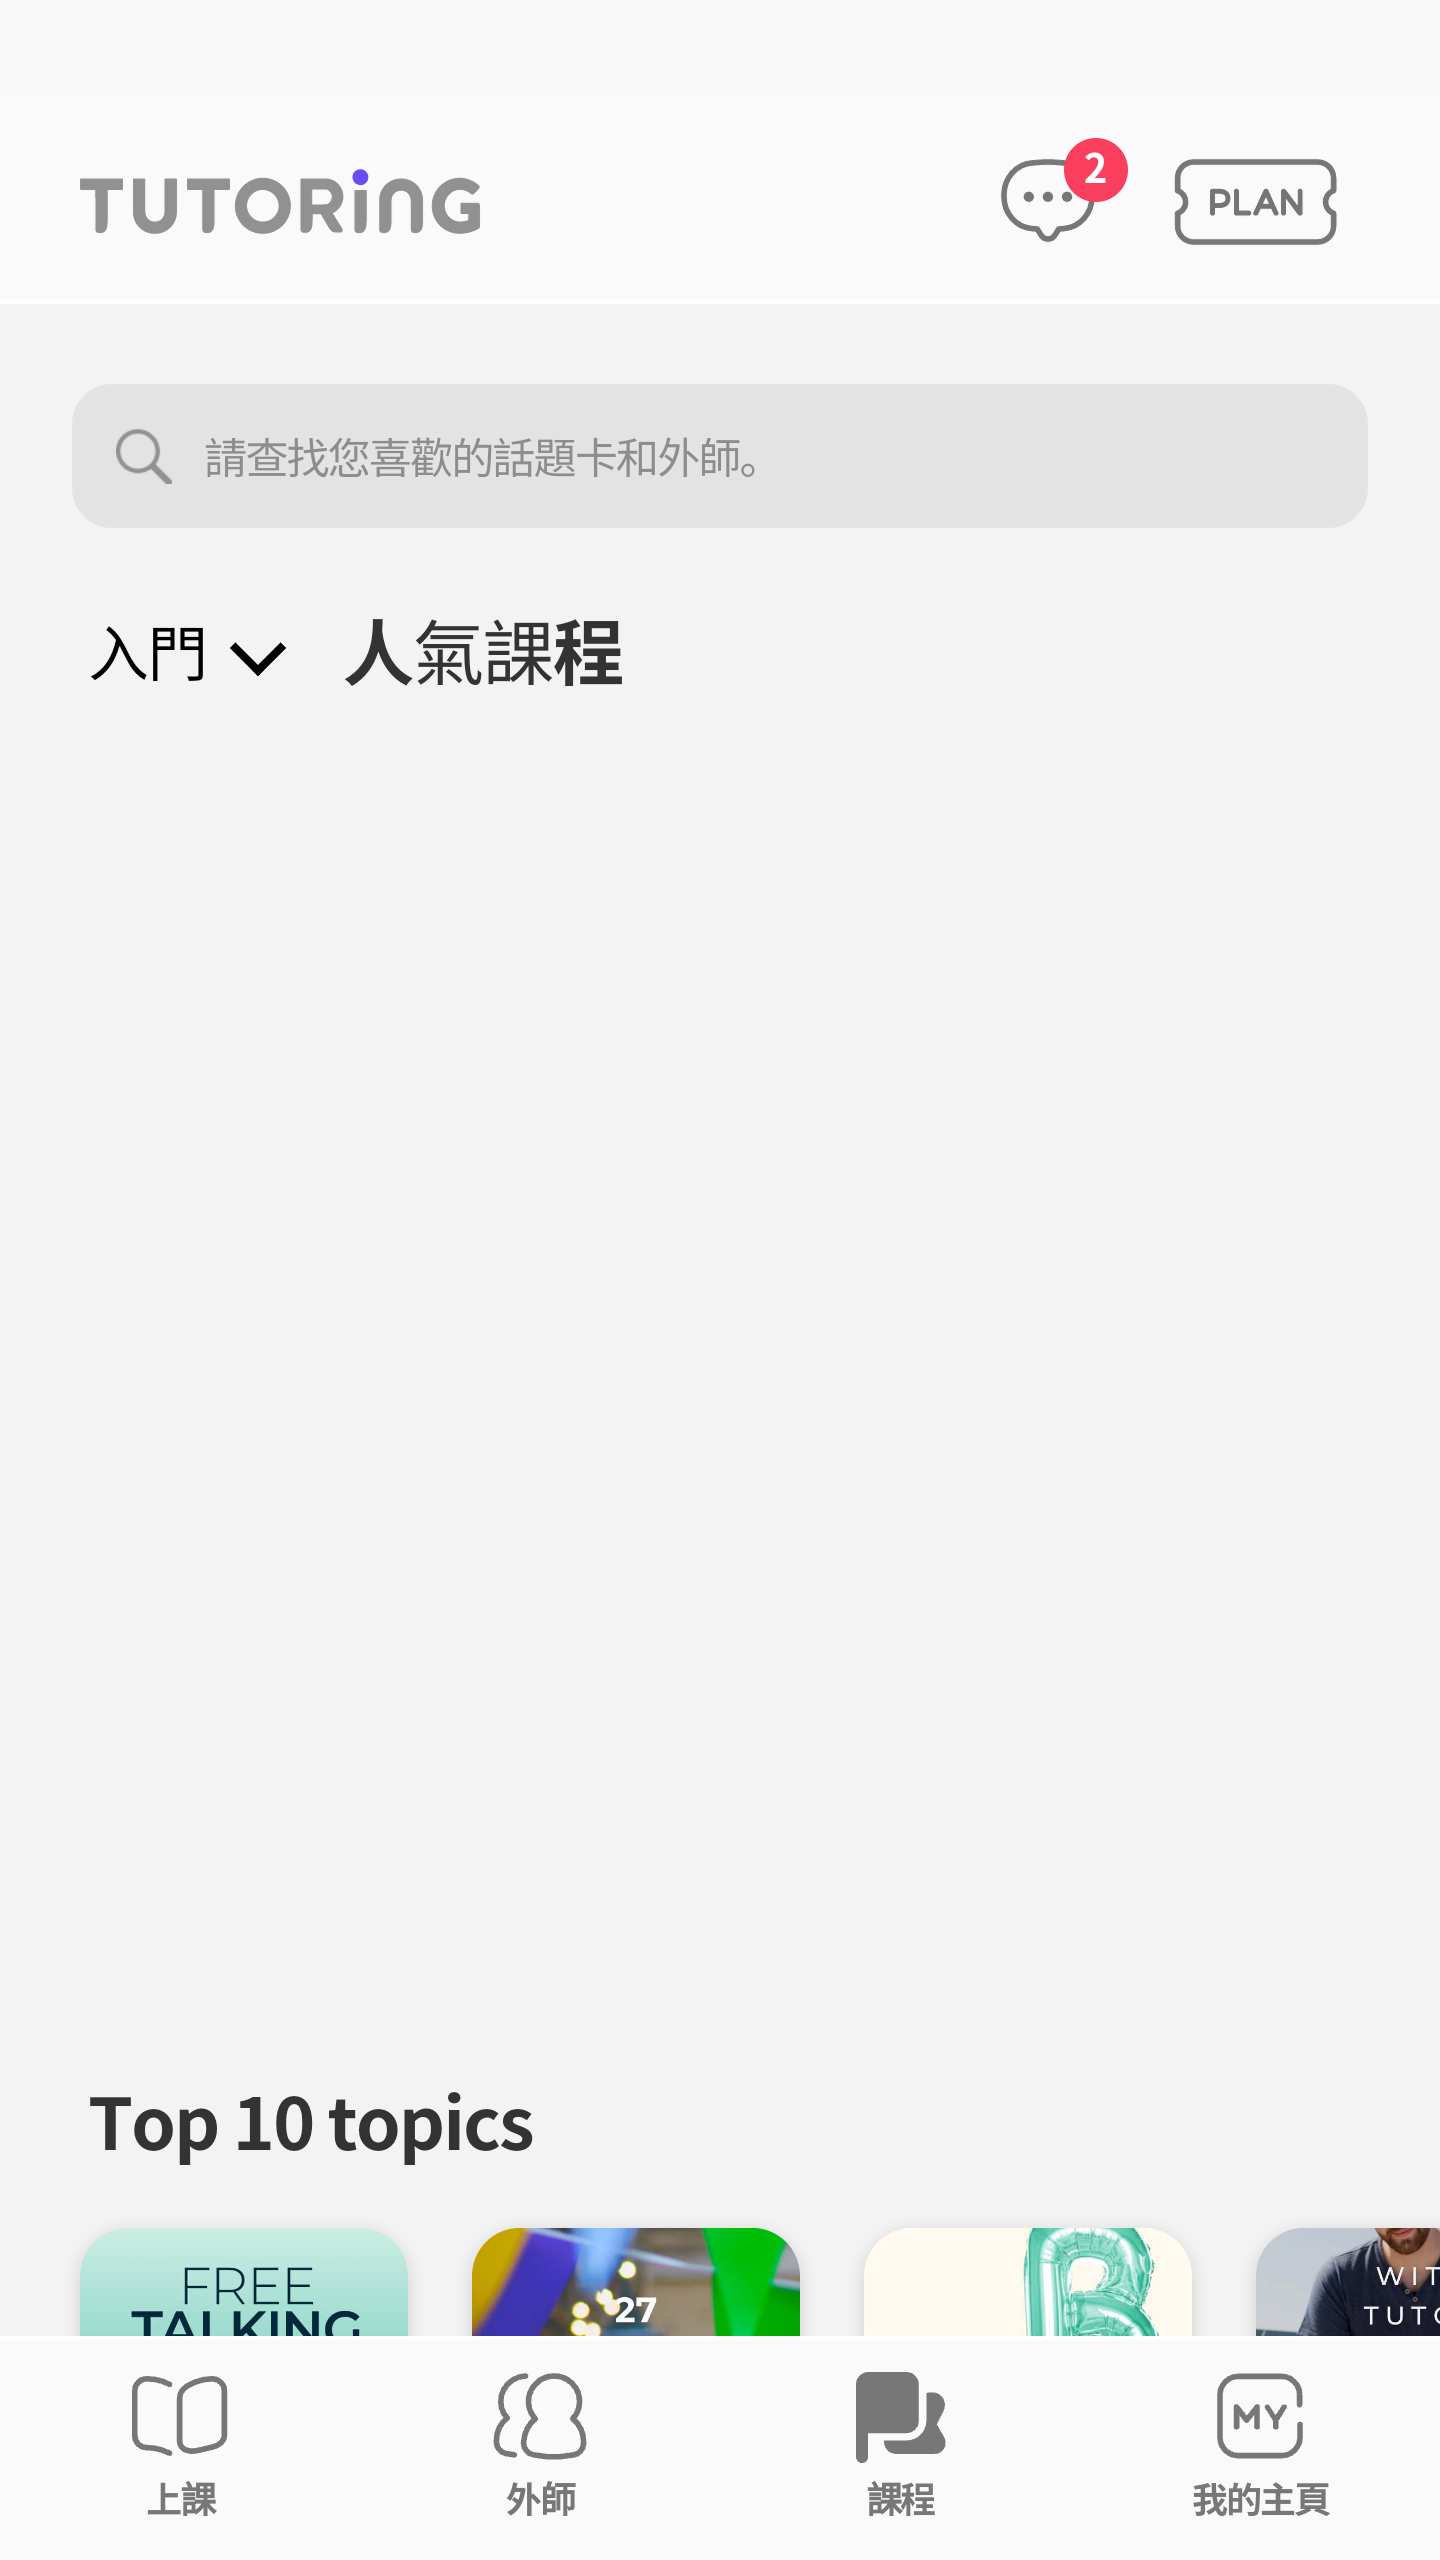 TUTORING
2
PLAN
請查找您喜歡的話題卡和外師。
入門
人氣課程
Top 10 topics
FREE
TALKING
27
B
WIT
TUTO
MY
上課
外師
課程
我的主頁